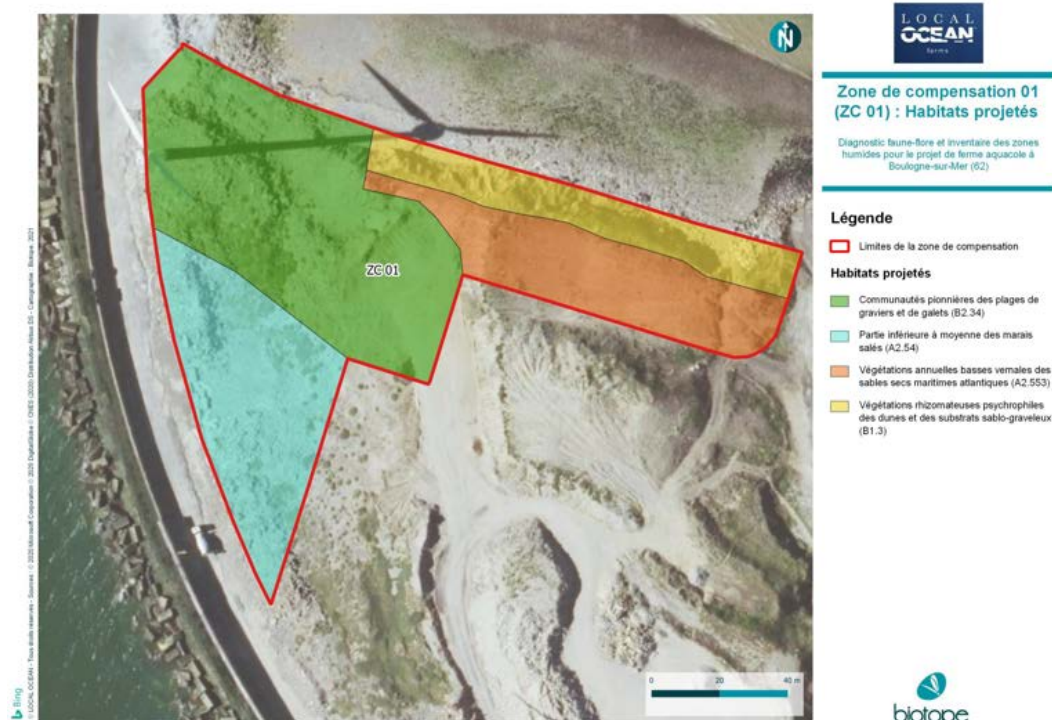 LOCAL
OCEAN
farms
Zone de compensation 01
(ZC 01) : Habitats projetés
Diagnostic faune-flore et inventaire des zones
humides pour le projet de ferme aquacole à
Boulogne-sur-Mer (62)
Légende
Limites de la zone de compensation
Habitats projetés
Communautés pionnières des plages de
graviers et de galets (B2.34)
Partie inférieure à moyenne des marais
salés (A2.54)
Végétations annuelles basses vernales des
sables secs maritimes atlantiques (A2.553)
Végétations rhizomateuses psychrophiles
des dunes et des substrats sablo-graveleux
(B1.3)
N
ZC 01
0 20 40 m
biotope
Bing